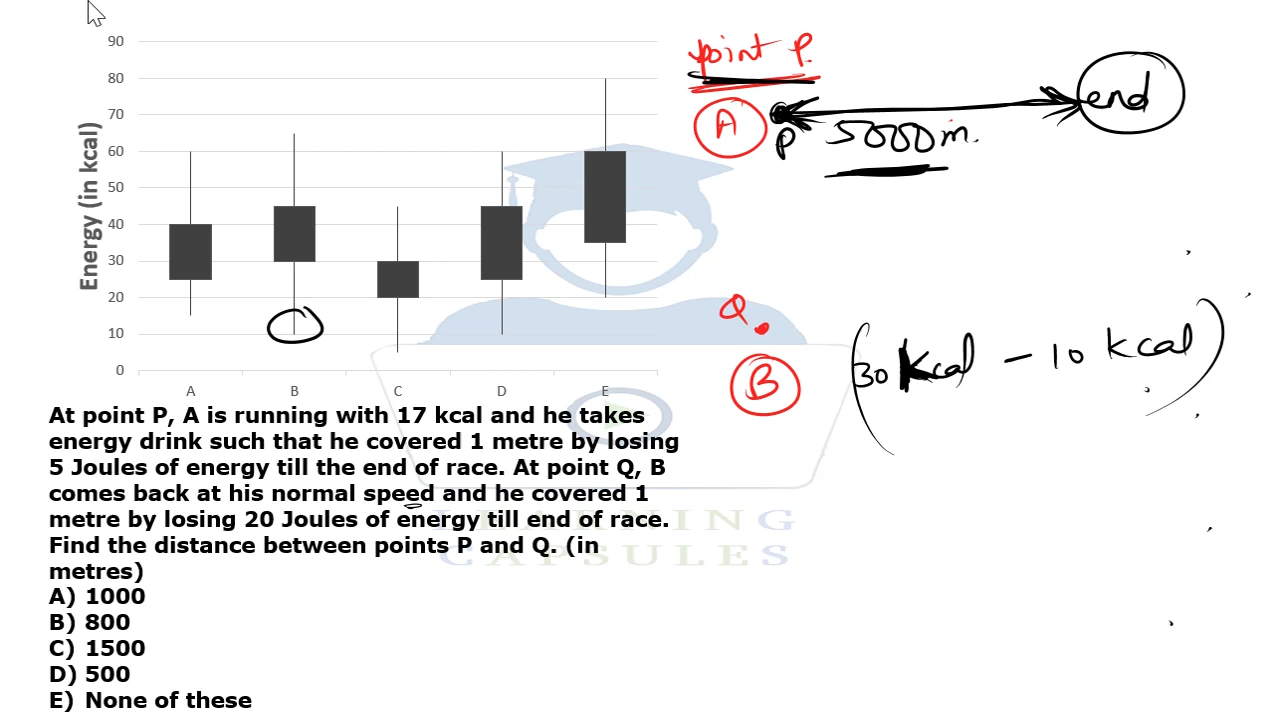 90
80
70
60
50
40
30
20
10
0
Energy (in kcal)
A B C D E
point P.
A
P
5000m.
end
Q
B
(30 kcal - 10 kcal)
At point P, A is running with 17 kcal and he takes
energy drink such that he covered 1 metre by losing
5 Joules of energy till the end of race. At point Q, B
comes back at his normal speed and he covered 1
metre by losing 20 Joules of energy till end of race.
Find the distance between points P and Q. (in
metres)
A) 1000
B) 800
C) 1500
D) 500
E) None of these
LEARNING
CAPSULES